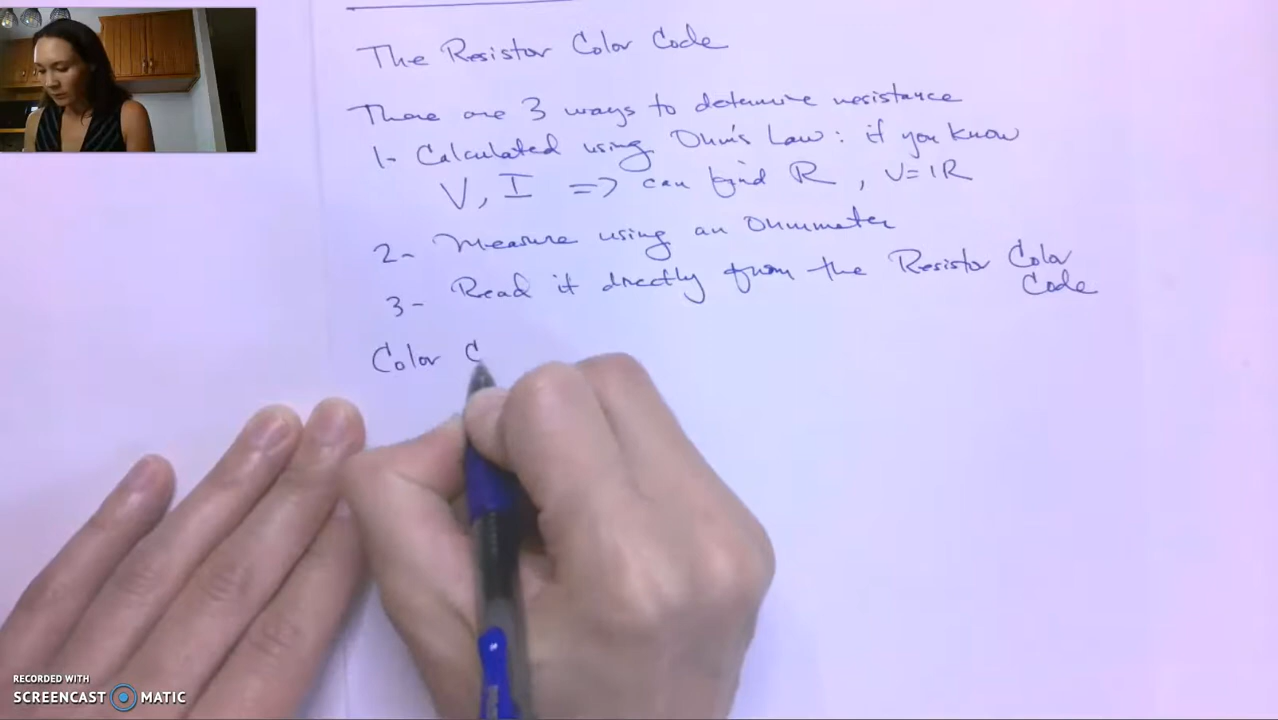 The Resistor Color Code
There are 3 ways to determine resistance
1- Calculated using Ohm's Law: if you know
V, I => can find R, V=IR
2- Measure using an Ohmmeter
3- Read it directly from the Resistor Color
Code
Color C
RECORDED WITH
SCREENCAST MATIC